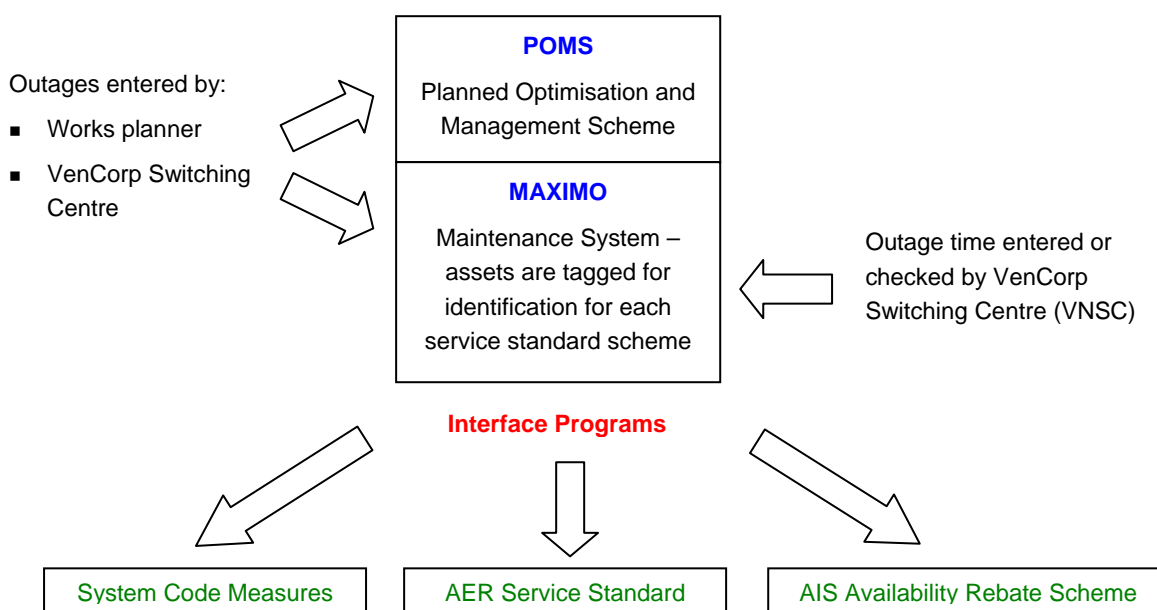 POMS
Planned Optimisation and
Management Scheme
Outages entered by:
■ Works planner
■ VenCorp Switching
Centre
MAXIMO
Maintenance System –
assets are tagged for
identification for each
service standard scheme
Outage time entered or
checked by VenCorp
Switching Centre (VNSC)
Interface Programs
System Code Measures
AER Service Standard
AIS Availability Rebate Scheme